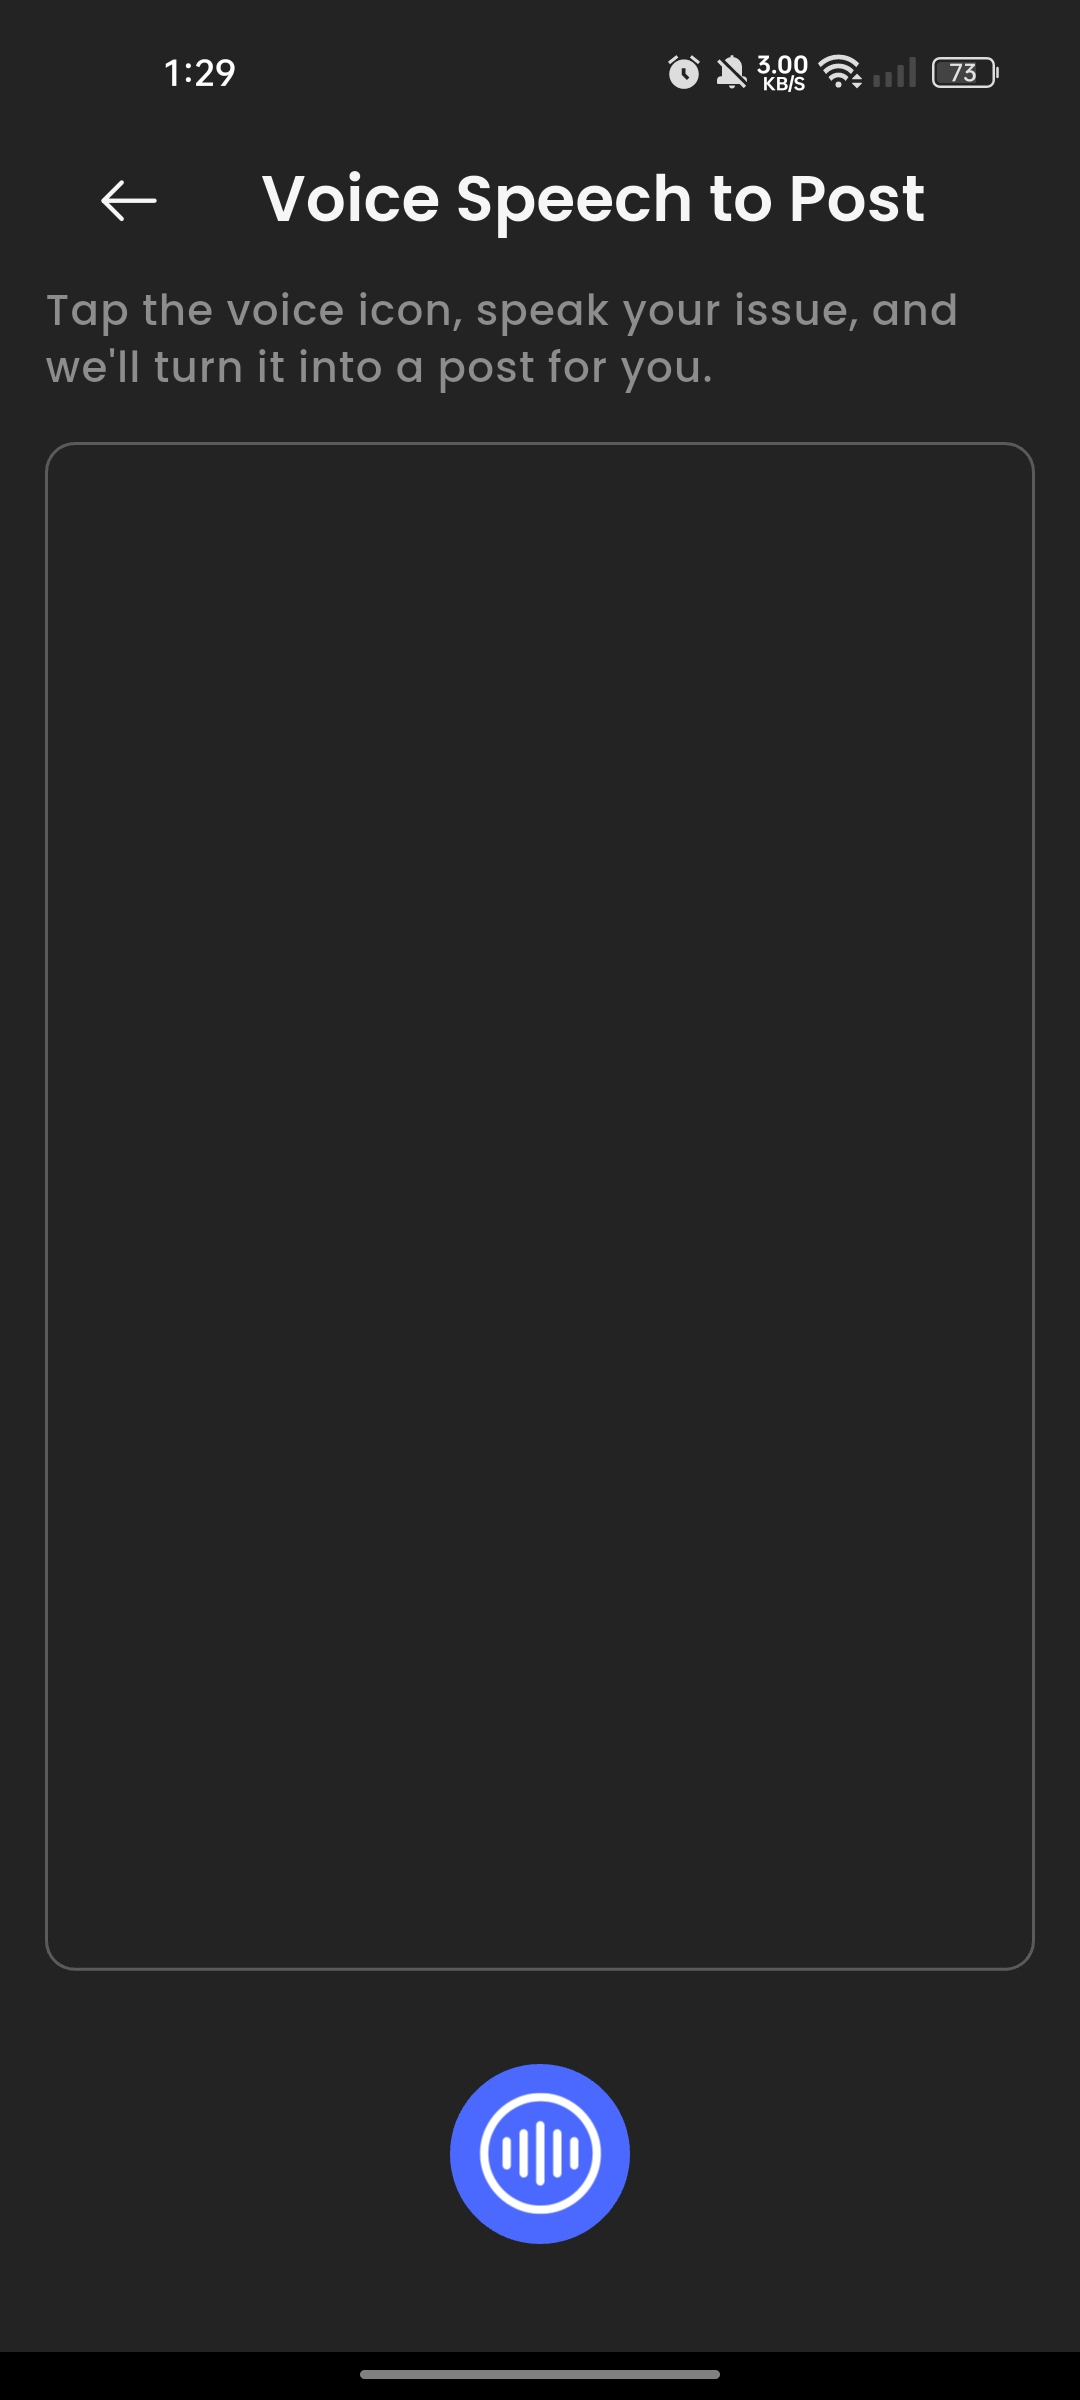 1:29
3.00
KB/S
73
Voice Speech to Post
Tap the voice icon, speak your issue, and
we'll turn it into a post for you.